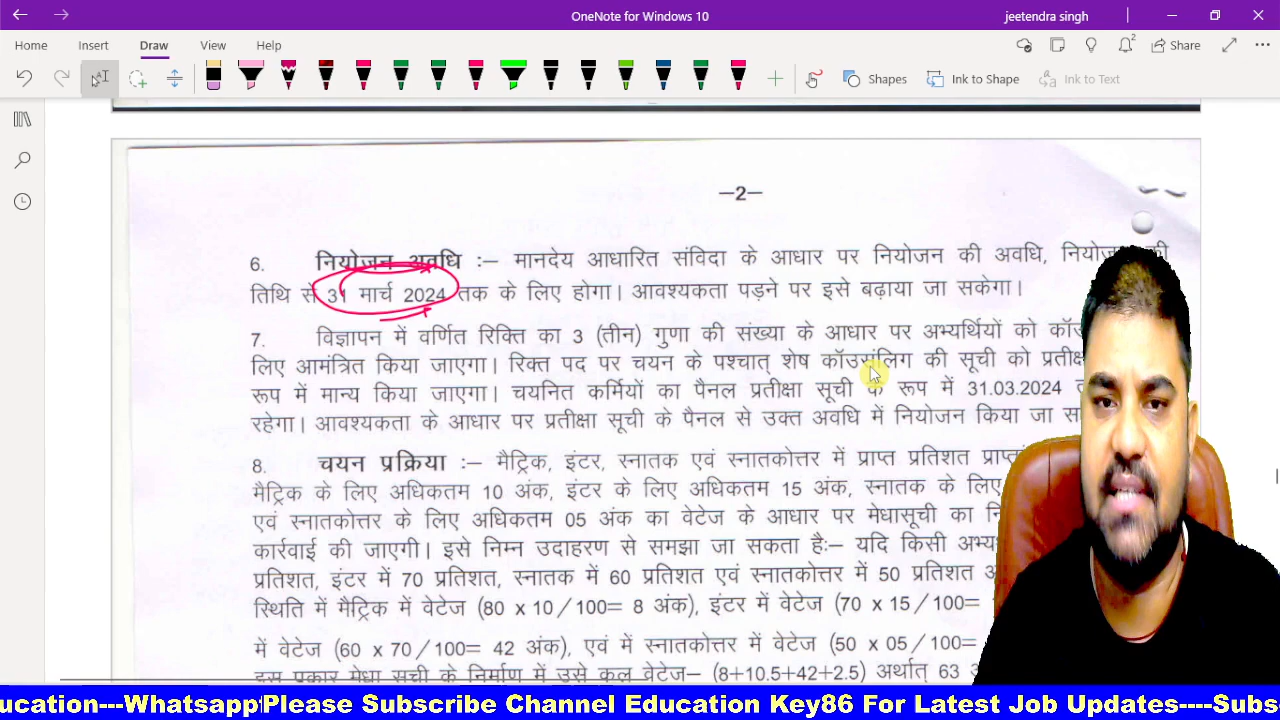 OneNote for Windows 10
jeetendra singh
Home Insert Draw View Help
Share
Shapes Ink to Shape Ink to Text
—2—
6. नियोजन अवधि :– मानदेय आधारित संविदा के आधार पर नियोजन की अवधि, नियोजन की
तिथि से 31 मार्च 2024 तक के लिए होगा। आवश्यकता पड़ने पर इसे बढ़ाया जा सकेगा।
7. विज्ञापन में वर्णित रिक्ति का 3 (तीन) गुणा की संख्या के आधार पर अभ्यर्थियों को
लिए आमंत्रित किया जाएगा। रिक्त पद पर चयन के पश्चात् शेष कॉउसंलिग की सूची को
रूप में मान्य किया जाएगा। चयनित कर्मियों का पैनल प्रतीक्षा सूची के रूप में 31.03.2024
रहेगा। आवश्यकता के आधार पर प्रतीक्षा सूची के पैनल से उक्त अवधि में नियोजन किया जा
8. चयन प्रक्रिया :– मैट्रिक, इंटर, स्नातक एवं स्नातकोत्तर में प्राप्त प्रतिशत
मैट्रिक के लिए अधिकतम 10 अंक, इंटर के लिए अधिकतम 15 अंक, स्नातक के लिए
एवं स्नातकोत्तर के लिए अधिकतम 05 अंक का वेटेज के आधार पर मेधासूची का
कार्रवाई की जाएगी। इसे निम्न उदाहरण से समझा जा सकता है:– यदि किसी
प्रतिशत, इंटर में 70 प्रतिशत, स्नातक में 60 प्रतिशत एवं स्नातकोत्तर में 50 प्रतिशत
स्थिति में मैट्रिक में वेटेज (80 x 10/100= 8 अंक), इंटर में वेटेज (70 x 15/100=
में वेटेज (60 x 70/100= 42 अंक), एवं में स्नातकोत्तर में वेटेज (50 x 05/100=
इस प्रकार मेधा सूची के निर्माण में उसे कुल वेटेज– (8+10.5+42+2.5) अर्थात् 63
ucation---Whatsapp Please Subscribe Channel Education Key86 For Latest Job Updates----Subs